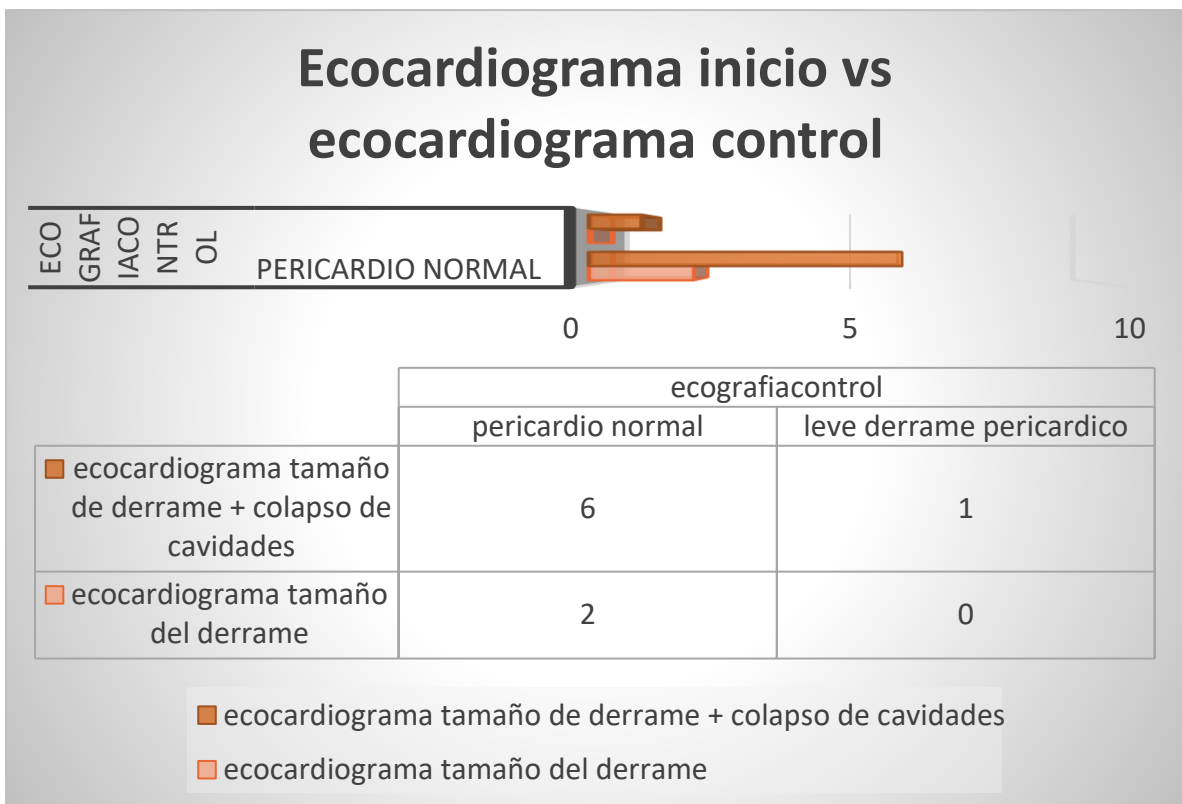 Ecocardiograma inicio vs
ecocardiograma control
ECO
GRAF
IACO
NTR
OL
PERICARDIO NORMAL
0 5 10
ecografiacontrol
pericardio normal leve derrame pericardico
ecocardiograma tamaño
de derrame + colapso de
cavidades
6 1
ecocardiograma tamaño
del derrame
2 0
ecocardiograma tamaño de derrame + colapso de cavidades
ecocardiograma tamaño del derrame